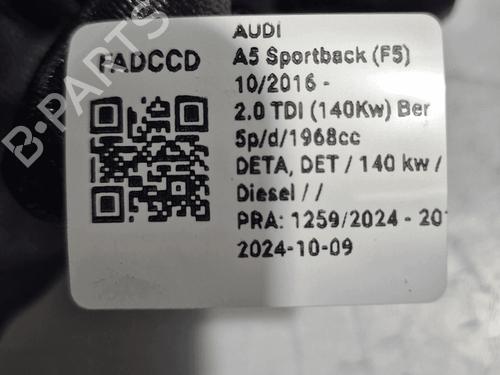 AUDI
FADCCD
A5 Sportback (F5)
10/2016 -
2.0 TDI (140Kw) Ber
5p/d/1968cc
DETA, DET / 140 kw /
Diesel / /
PRA: 1259/2024 - 201
2024-10-09
B-PARTS